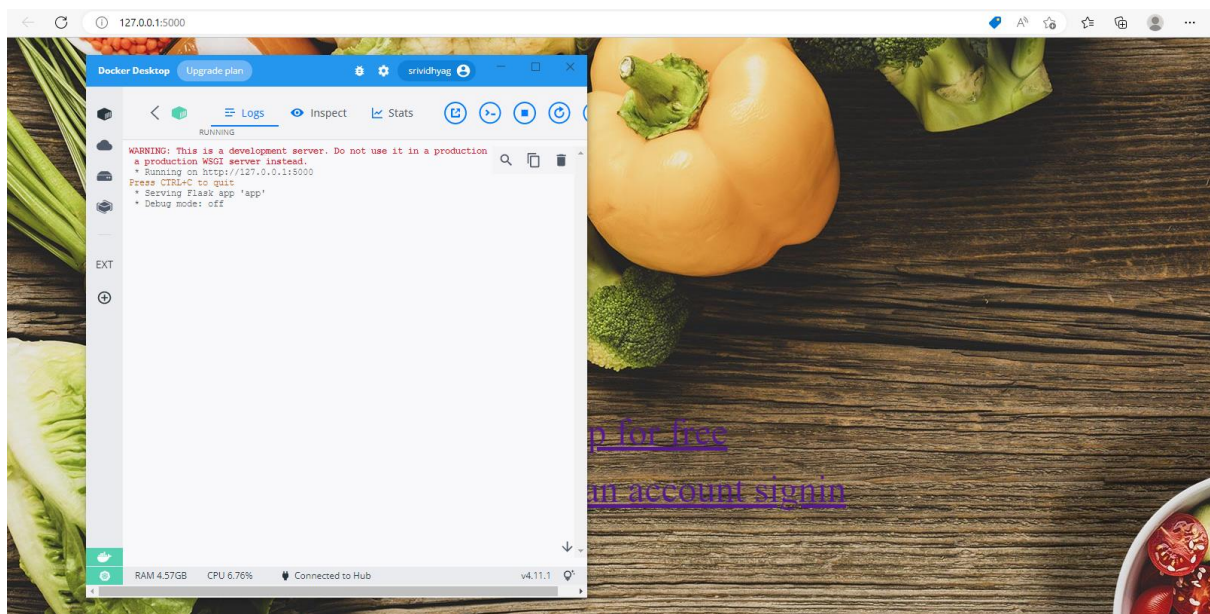 127.0.0.1:5000
Docker Desktop Upgrade plan srividhyag
Logs Inspect Stats
RUNNING
WARNING: This is a development server. Do not use it in a production
a production WSGI server instead.
* Running on http://127.0.0.1:5000
Press CTRL+C to quit
* Serving Flask app 'app'
* Debug mode: off
EXT
p for free
an account signin
RAM 4.57GB CPU 6.76% Connected to Hub v4.11.1